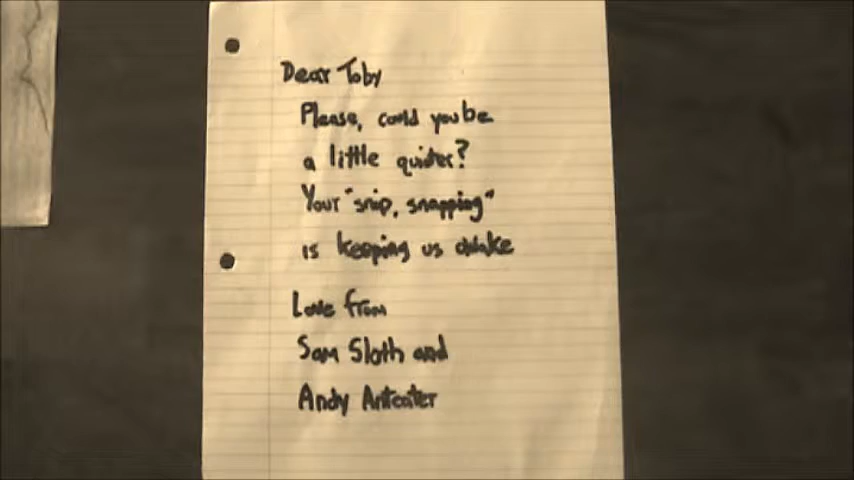 Dear Toby
Please, could you be
a little quieter?
Your "snip, snapping"
is keeping us awake
Love from
Sam Sloth and
Andy Anteater